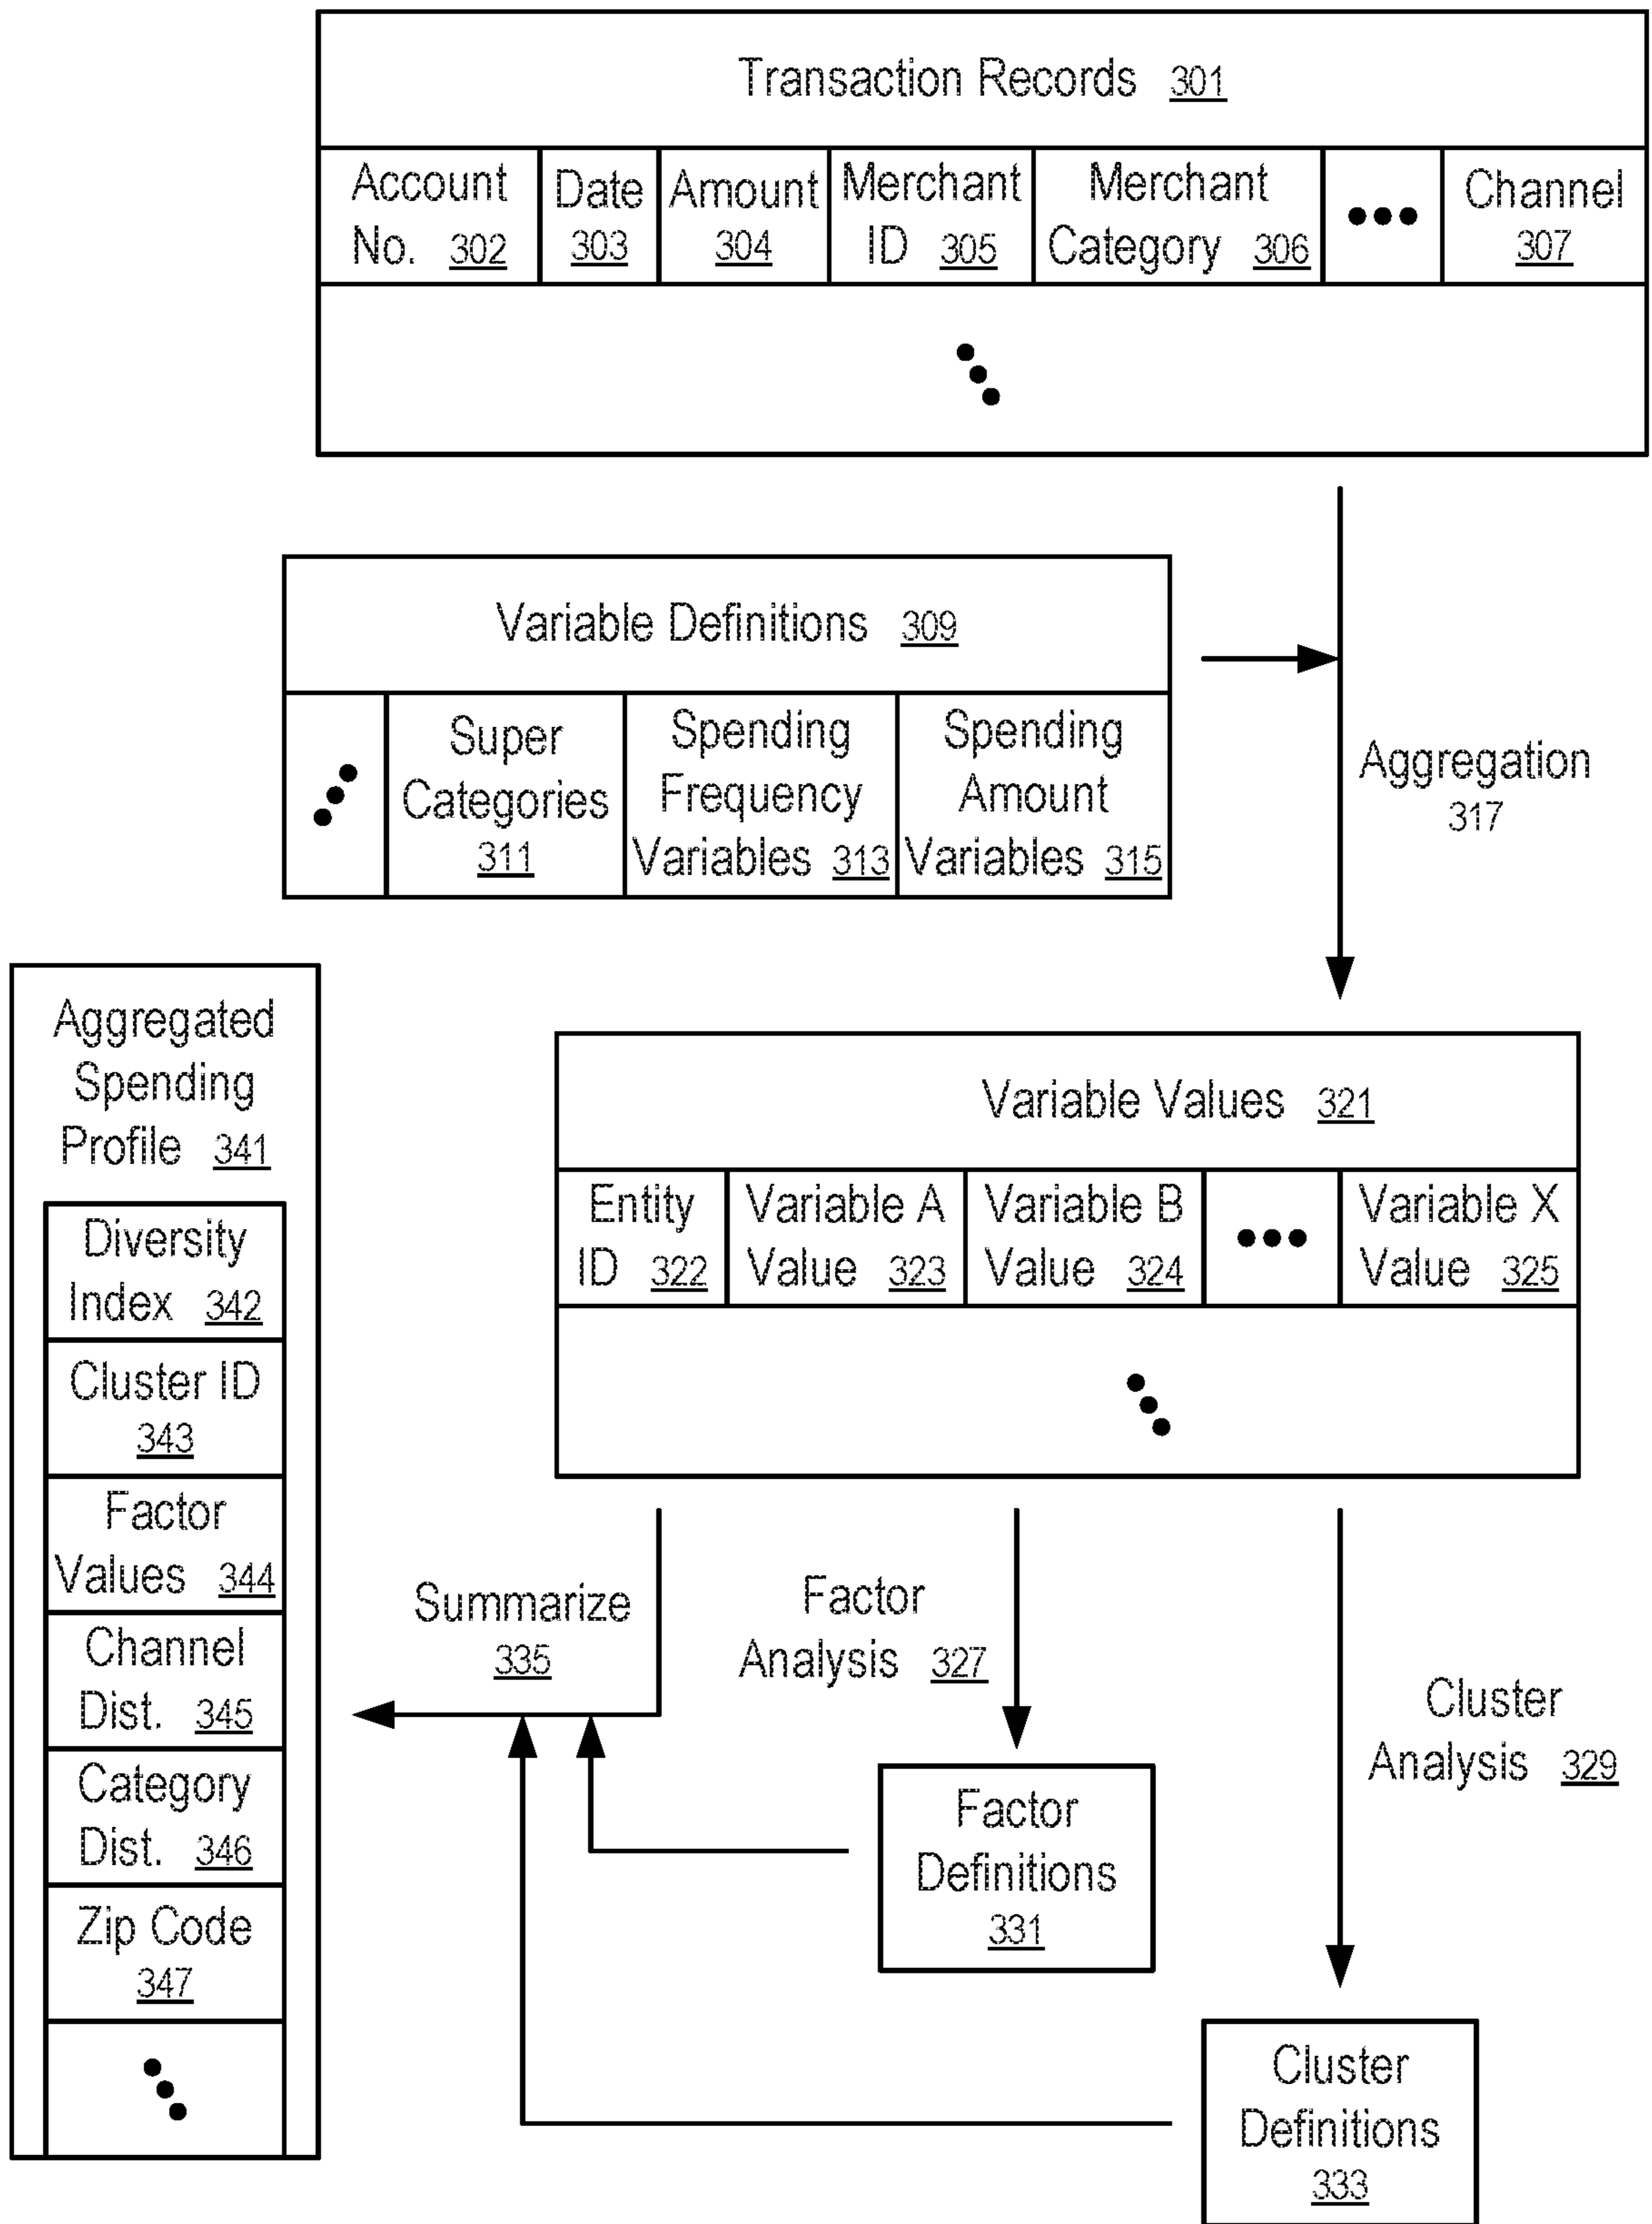 Transaction Records 301
Account
No. 302
Date
303
Amount
304
Merchant
ID 305
Merchant
Category 306
Channel
307
Variable Definitions 309
Super
Categories
311
Spending
Frequency
Variables 313
Spending
Amount
Variables 315
Aggregation
317
Variable Values 321
Entity
ID 322
Variable A
Value 323
Variable B
Value 324
Variable X
Value 325
Aggregated
Spending
Profile 341
Diversity
Index 342
Cluster ID
343
Factor
Values 344
Channel
Dist. 345
Category
Dist. 346
Zip Code
347
Summarize
335
Factor
Analysis 327
Cluster
Analysis 329
Factor
Definitions
331
Cluster
Definitions
333